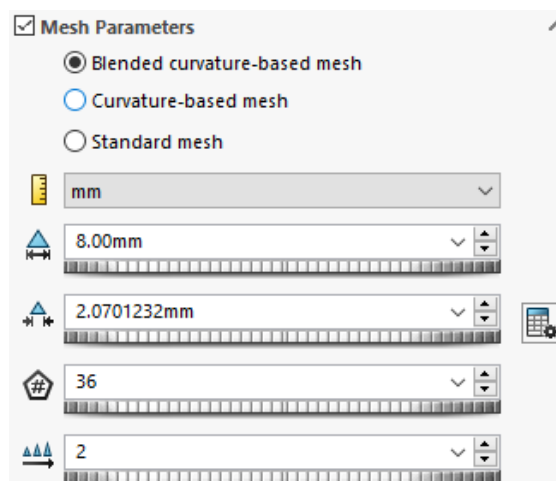 Mesh Parameters
Blended curvature-based mesh
Curvature-based mesh
Standard mesh
mm
8.00mm
2.0701232mm
#
36
2